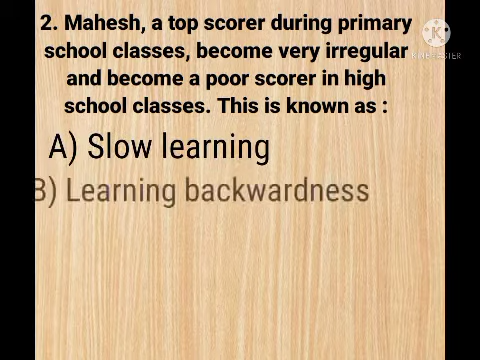 2. Mahesh, a top scorer during primary
school classes, become very irregular
and become a poor scorer in high
school classes. This is known as :
A) Slow learning
B) Learning backwardness
KINEMASTER